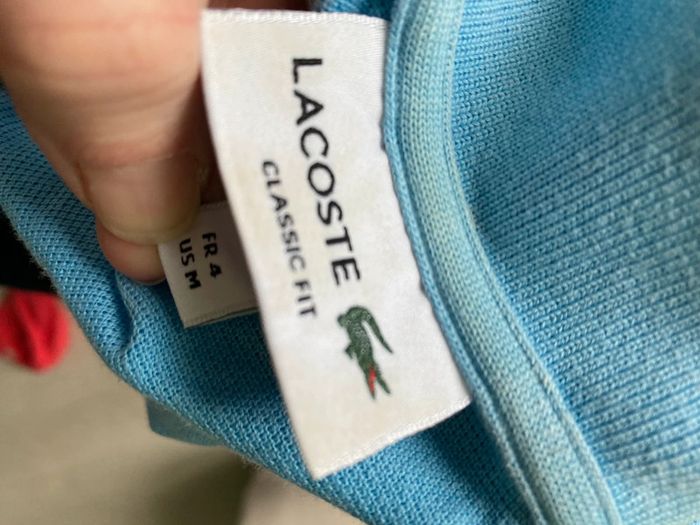 LACOSTE
CLASSIC FIT
FR 4
US M